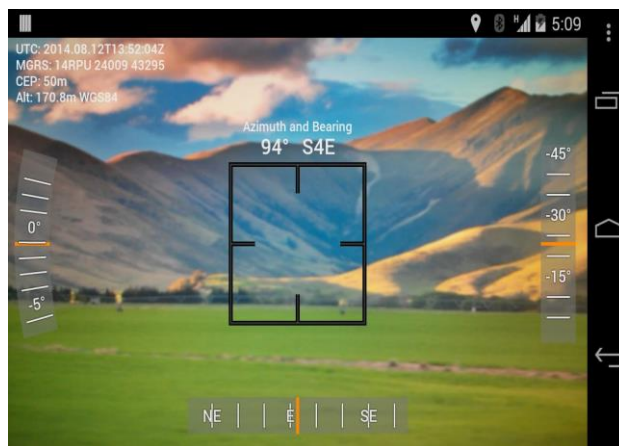 5:09
UTC: 2014.08.12T13:52:04Z
MGRS: 14RPU 24009 43295
CEP: 50m
Alt: 170.8m WGS84
Azimuth and Bearing
94° S4E
0°
-5°
-45°
-30°
-15°
NE E SE